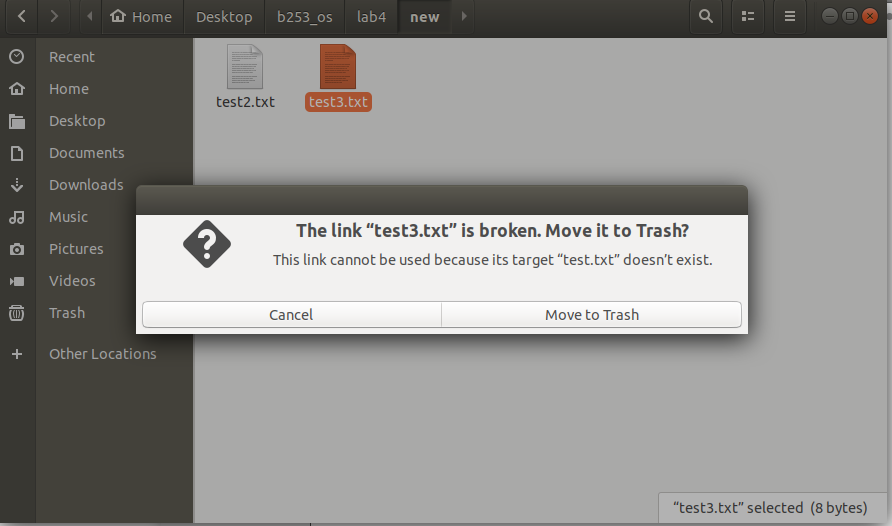 Home Desktop b253_os lab4 new
Recent
Home
Desktop
Documents
Downloads
Music
Pictures
Videos
Trash
Other Locations
test2.txt test3.txt
The link “test3.txt” is broken. Move it to Trash?
This link cannot be used because its target “test.txt” doesn’t exist.
Cancel Move to Trash
“test3.txt” selected (8 bytes)